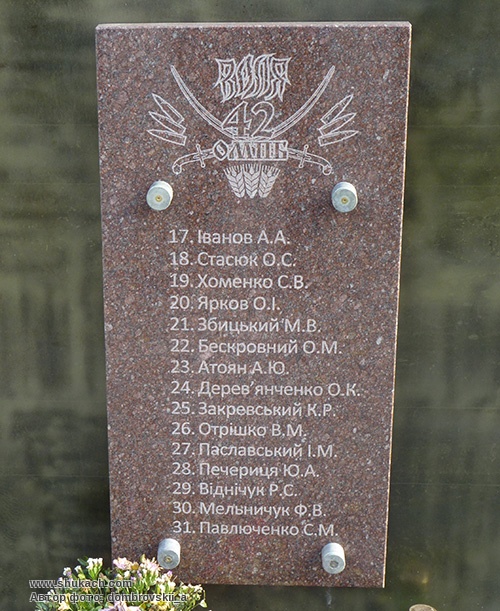 ВОЛЯ
42
ОМПБ
17. Іванов А.А.
18. Стасюк О.С.
19. Хоменко С.В.
20. Ярков О.І.
21. Збицький М.В.
22. Бескровний О.М.
23. Атоян А.Ю.
24. Дерев'янченко О.К.
25. Закревський К.Р.
26. Отрішко В.М.
27. Паславський І.М.
28. Печериця Ю.А.
29. Віднічук Р.С.
30. Мельничук Ф.В.
31. Павлюченко С.М.
www.shukach.com
Автор фото: dombrovskii_a